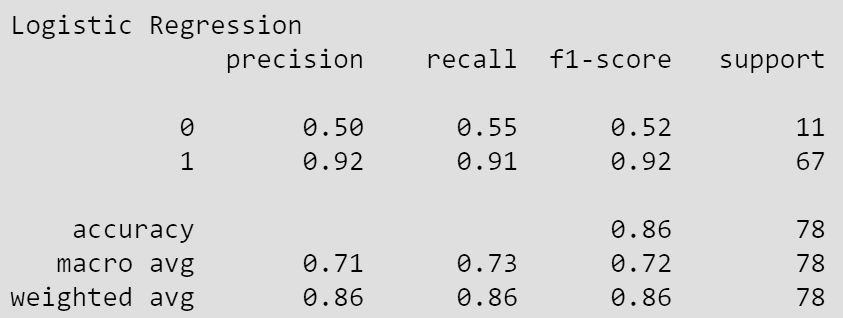 Logistic Regression
precision recall f1-score support
0 0.50 0.55 0.52 11
1 0.92 0.91 0.92 67
accuracy 0.86 78
macro avg 0.71 0.73 0.72 78
weighted avg 0.86 0.86 0.86 78